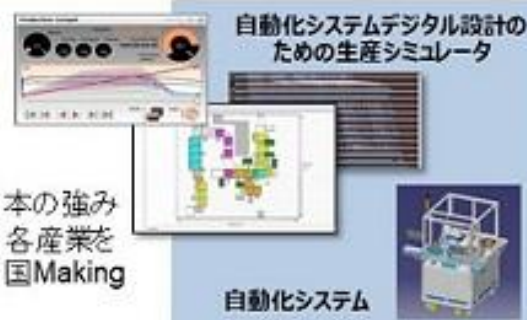 自動化システムデジタル設計の
ための生産シミュレータ
本の強み
各産業を
国Making
自動化システム